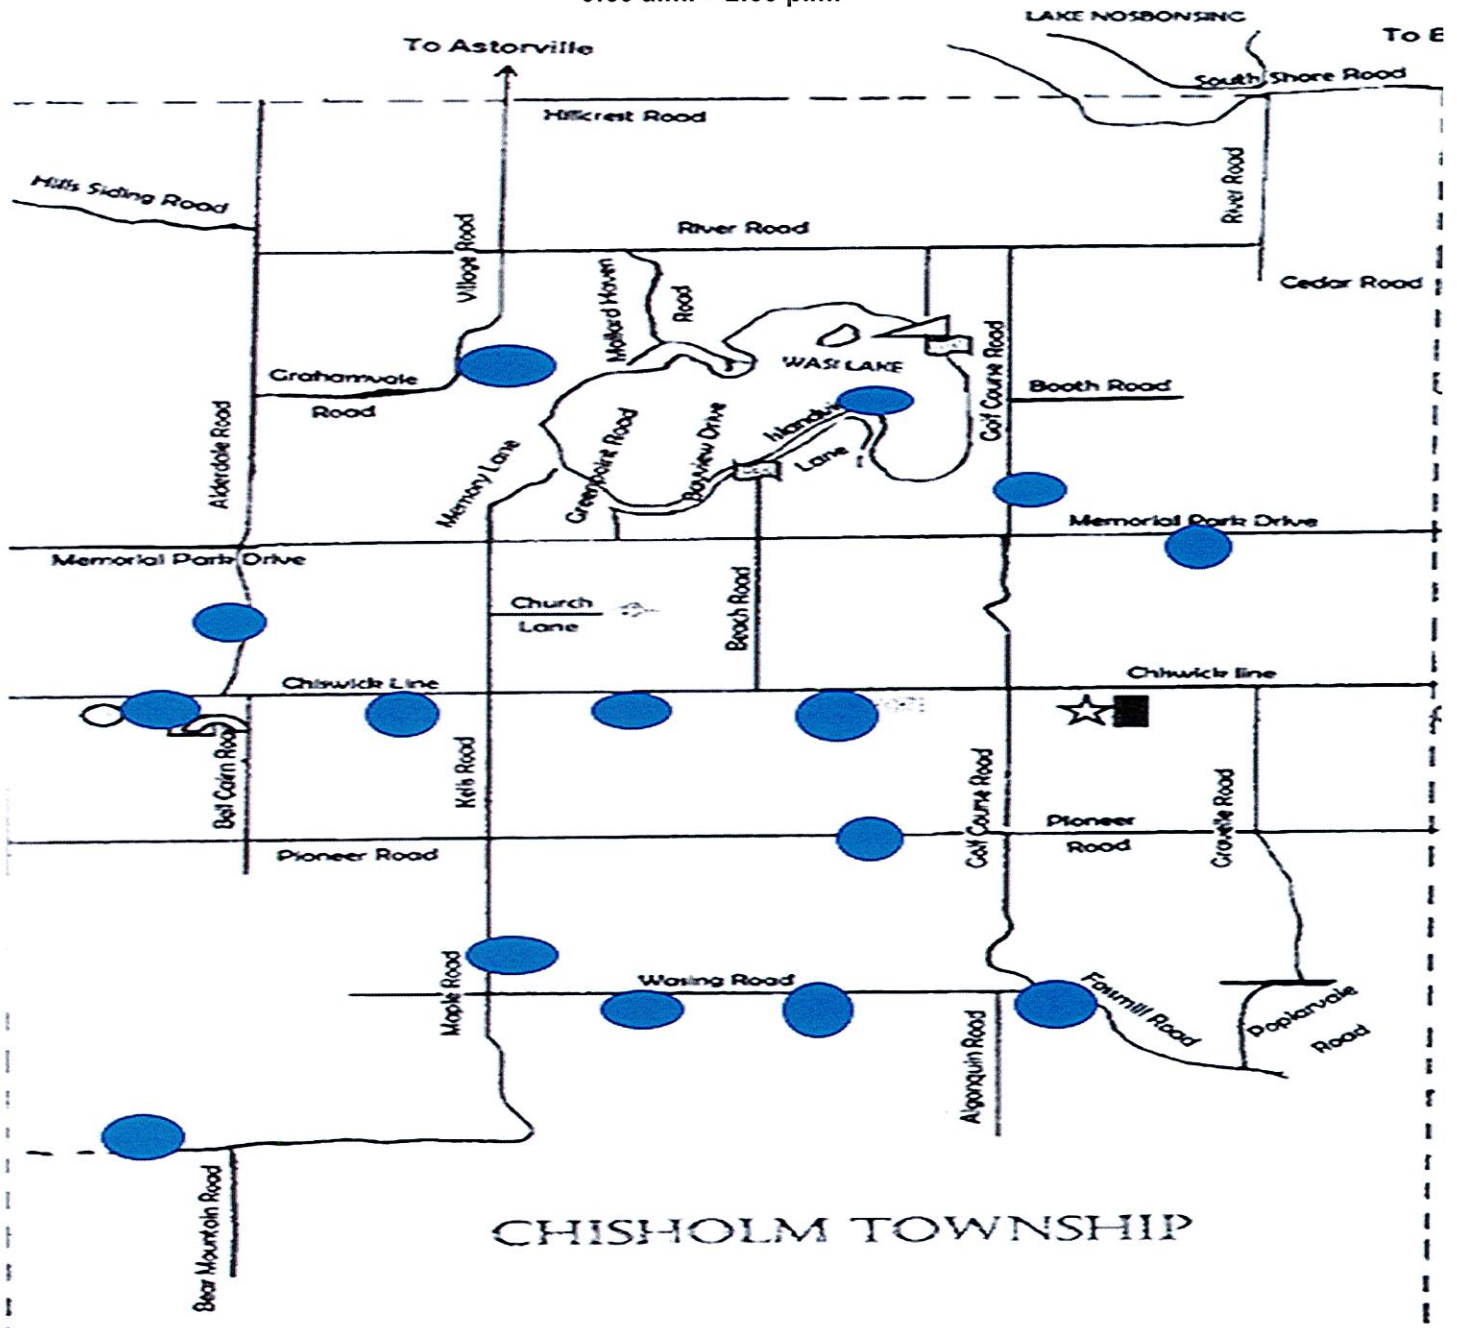 LAKE NOSBONSING
To Astorville
To E
South Shore Road
Hillcrest Road
River Road
Hills Siding Road
Village Road
River Road
Cedar Road
Mallard Haven
Road
WASI LAKE
Golf Course Road
Grahamvale
Road
Booth Road
Alderdale Road
Memory Lane
Greenpoint Road
Bayview Drive
Lane
Memorial Park Drive
Memorial Park Drive
Church
Lane
Beach Road
Chiswick Line
Chiswick line
Bell Cairn Roa
Kells Road
Golf Course Road
Gravelle Road
Pioneer Road
Pioneer
Road
Maple Road
Wasing Road
Fawmill Road
Poplarvale
Road
Algonquin Road
Bear Mountain Road
CHISHOLM TOWNSHIP